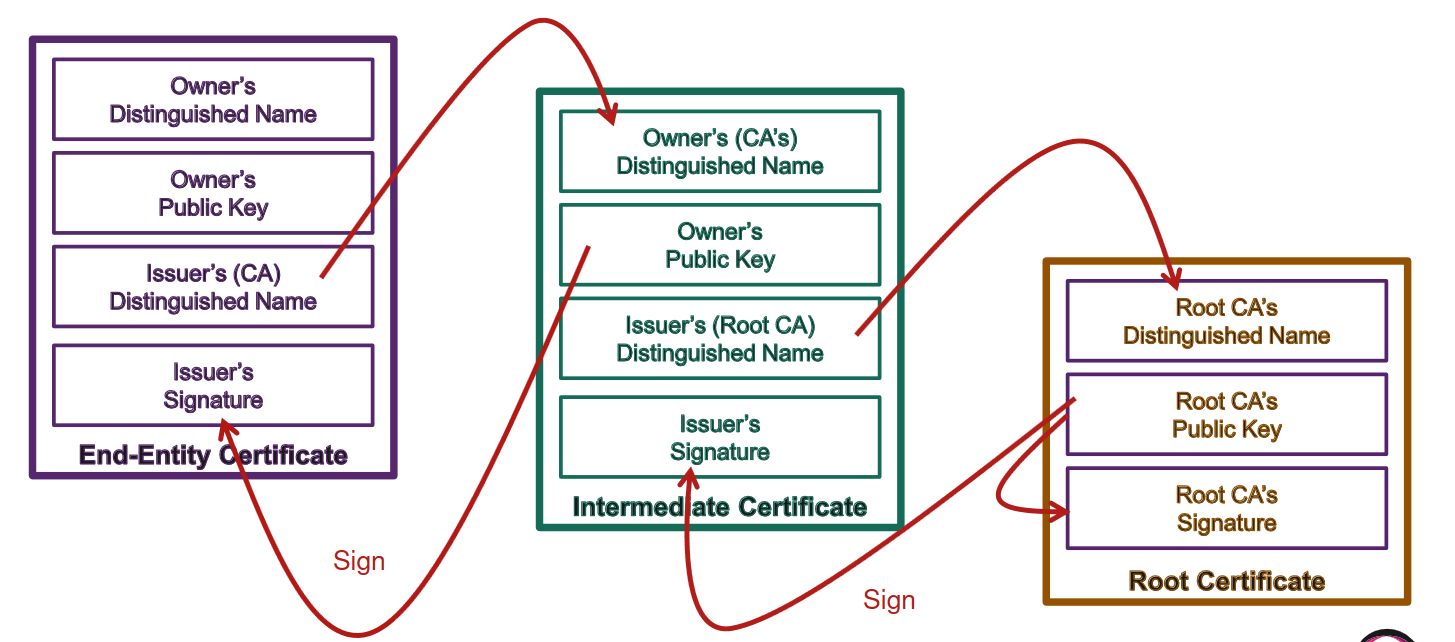 Owner's
Distinguished Name
Owner's
Public Key
Issuer's (CA)
Distinguished Name
Issuer's
Signature
End-Entity Certificate
Sign
Owner's (CA's)
Distinguished Name
Owner's
Public Key
Issuer's (Root CA)
Distinguished Name
Issuer's
Signature
Intermediate Certificate
Sign
Root CA's
Distinguished Name
Root CA's
Public Key
Root CA's
Signature
Root Certificate